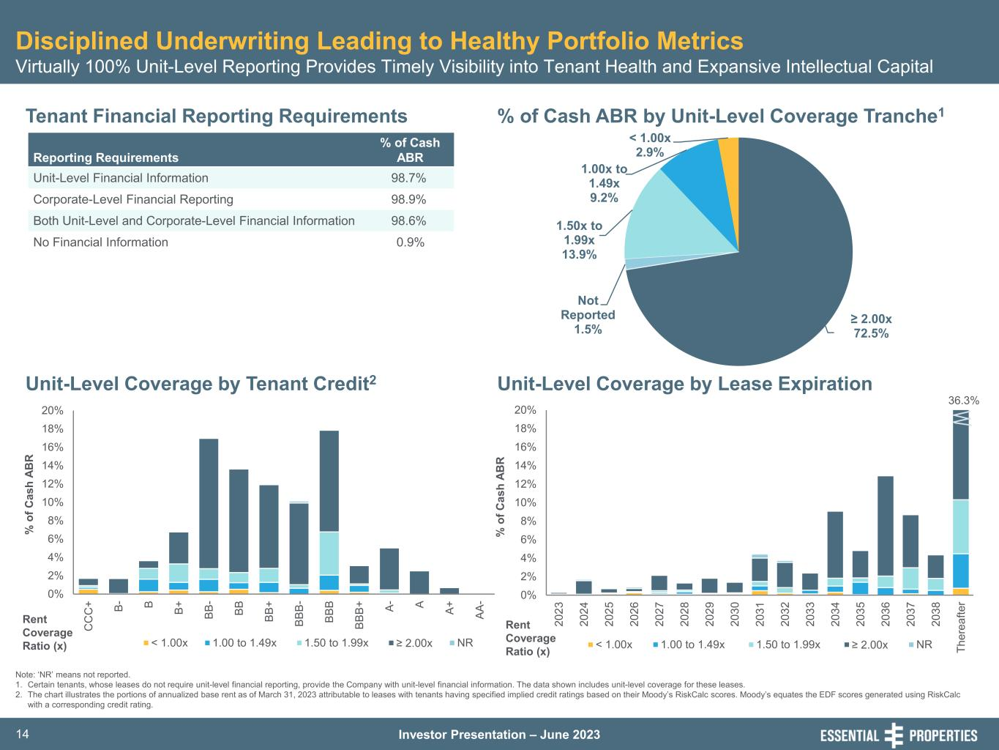 Disciplined Underwriting Leading to Healthy Portfolio Metrics
Virtually 100% Unit-Level Reporting Provides Timely Visibility into Tenant Health and Expansive Intellectual Capital
Tenant Financial Reporting Requirements
Reporting Requirements
% of Cash
ABR
Unit-Level Financial Information 98.7%
Corporate-Level Financial Reporting 98.9%
Both Unit-Level and Corporate-Level Financial Information 98.6%
No Financial Information 0.9%
% of Cash ABR by Unit-Level Coverage Tranche¹
< 1.00x
2.9%
1.00x to
1.49x
9.2%
1.50x to
1.99x
13.9%
Not
Reported
1.5%
≥ 2.00x
72.5%
Unit-Level Coverage by Tenant Credit²
% of Cash ABR
20%
18%
16%
14%
12%
10%
8%
6%
4%
2%
0%
CCC+
B-
B
B+
BB-
BB
BB+
BBB-
BBB
BBB+
A-
A
A+
AA-
Rent
Coverage
Ratio (x)
< 1.00x 1.00 to 1.49x 1.50 to 1.99x ≥ 2.00x NR
Unit-Level Coverage by Lease Expiration
36.3%
% of Cash ABR
20%
18%
16%
14%
12%
10%
8%
6%
4%
2%
0%
2023
2024
2025
2026
2027
2028
2029
2030
2031
2032
2033
2034
2035
2036
2037
2038
Thereafter
Rent
Coverage
Ratio (x)
< 1.00x 1.00 to 1.49x 1.50 to 1.99x ≥ 2.00x NR
Note: ‘NR’ means not reported.
1. Certain tenants, whose leases do not require unit-level financial reporting, provide the Company with unit-level financial information. The data shown includes unit-level coverage for these leases.
2. The chart illustrates the portions of annualized base rent as of March 31, 2023 attributable to leases with tenants having specified implied credit ratings based on their Moody’s RiskCalc scores. Moody’s equates the EDF scores generated using RiskCalc
with a corresponding credit rating.
14
Investor Presentation – June 2023
ESSENTIAL PROPERTIES